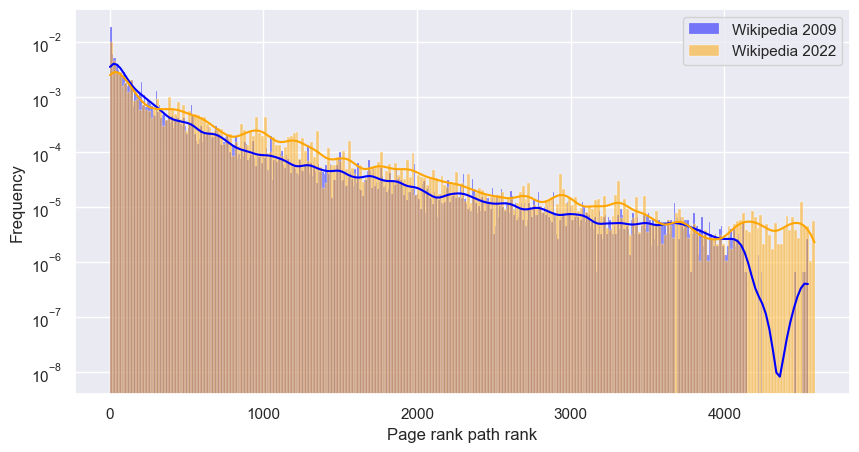 Wikipedia 2009
Wikipedia 2022
Frequency
10⁻²
10⁻³
10⁻⁴
10⁻⁵
10⁻⁶
10⁻⁷
10⁻⁸
0 1000 2000 3000 4000
Page rank path rank